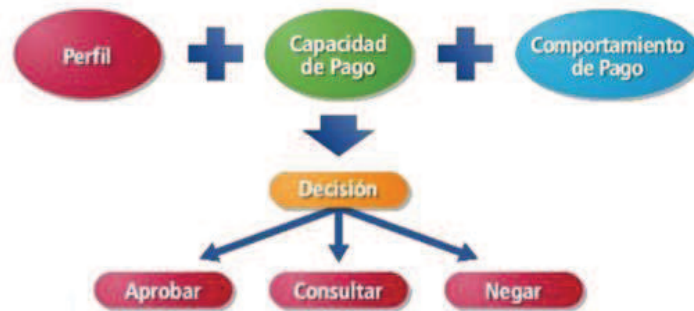 Perfil
Capacidad
de Pago
Comportamiento
de Pago
Decisión
Aprobar
Consultar
Negar